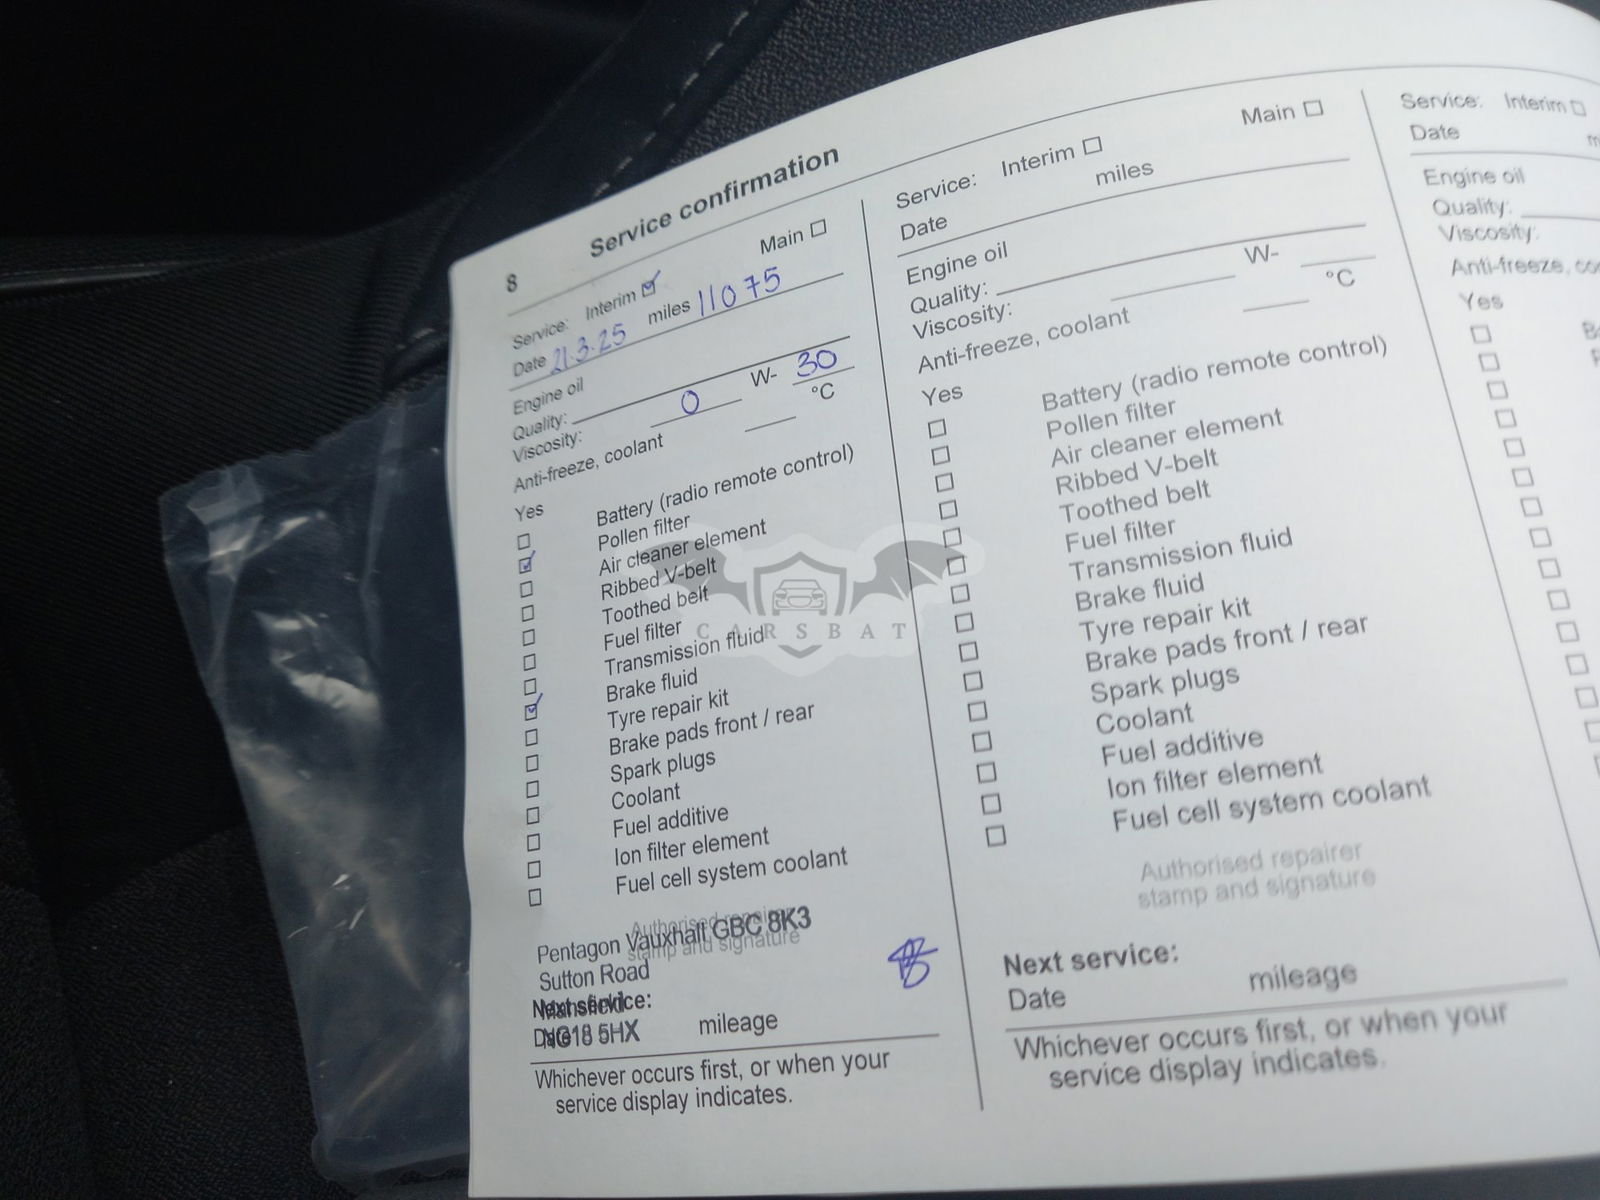 8 Service confirmation
Service: Interim Main
Date 21.3.25 miles 11075
Engine oil
Quality:
Viscosity: 0 W- 30
Anti-freeze, coolant °C
Yes
Battery (radio remote control)
Pollen filter
Air cleaner element
Ribbed V-belt
Toothed belt
Fuel filter
Transmission fluid
Brake fluid
Tyre repair kit
Brake pads front / rear
Spark plugs
Coolant
Fuel additive
Ion filter element
Fuel cell system coolant
Authorised repairer
stamp and signature
Pentagon Vauxhall GBC 8K3
Sutton Road
Mansfield
NG18 5HX
Next service:
Date mileage
Whichever occurs first, or when your
service display indicates.
Service: Interim Main
Date miles
Engine oil
Quality:
Viscosity: W-
Anti-freeze, coolant °C
Yes
Battery (radio remote control)
Pollen filter
Air cleaner element
Ribbed V-belt
Toothed belt
Fuel filter
Transmission fluid
Brake fluid
Tyre repair kit
Brake pads front / rear
Spark plugs
Coolant
Fuel additive
Ion filter element
Fuel cell system coolant
Authorised repairer
stamp and signature
Next service:
Date mileage
Whichever occurs first, or when your
service display indicates.
Service: Interim
Date
Engine oil
Quality:
Viscosity:
Anti-freeze, co
Yes
CARSBAT